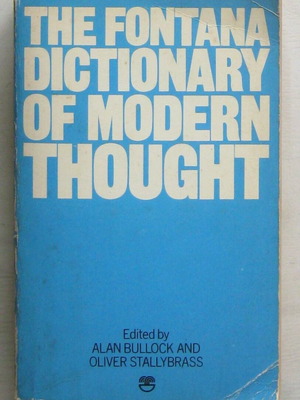 THE FONTANA
DICTIONARY
OF MODERN
THOUGHT
Edited by
ALAN BULLOCK AND
OLIVER STALLYBRASS